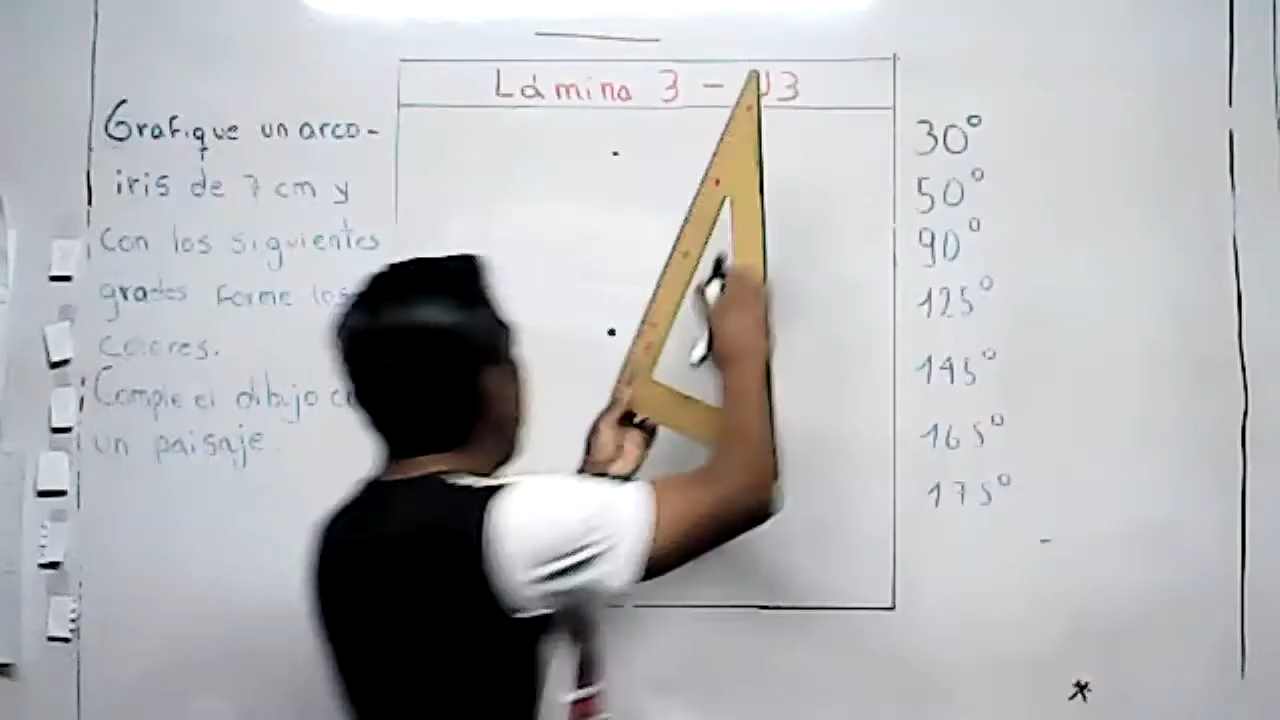 Lámina 3 - U3
Grafique un arco-
iris de 7 cm y
Con los siguientes
grados forme los
Colores.
Comple el dibujo
un paisaje
30°
50°
90°
125°
145°
165°
175°